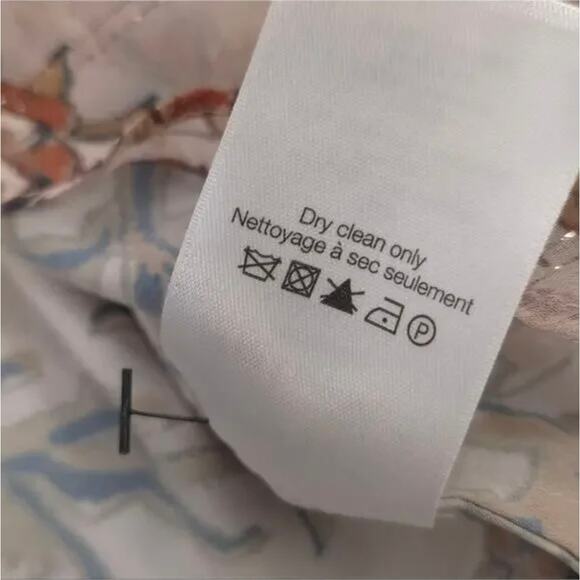 Dry clean only
Nettoyage à sec seulement
P